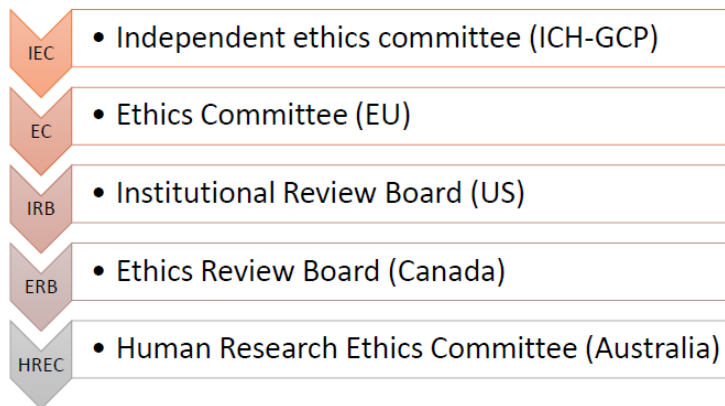 IEC
• Independent ethics committee (ICH-GCP)
EC
• Ethics Committee (EU)
IRB
• Institutional Review Board (US)
ERB
• Ethics Review Board (Canada)
HREC
• Human Research Ethics Committee (Australia)